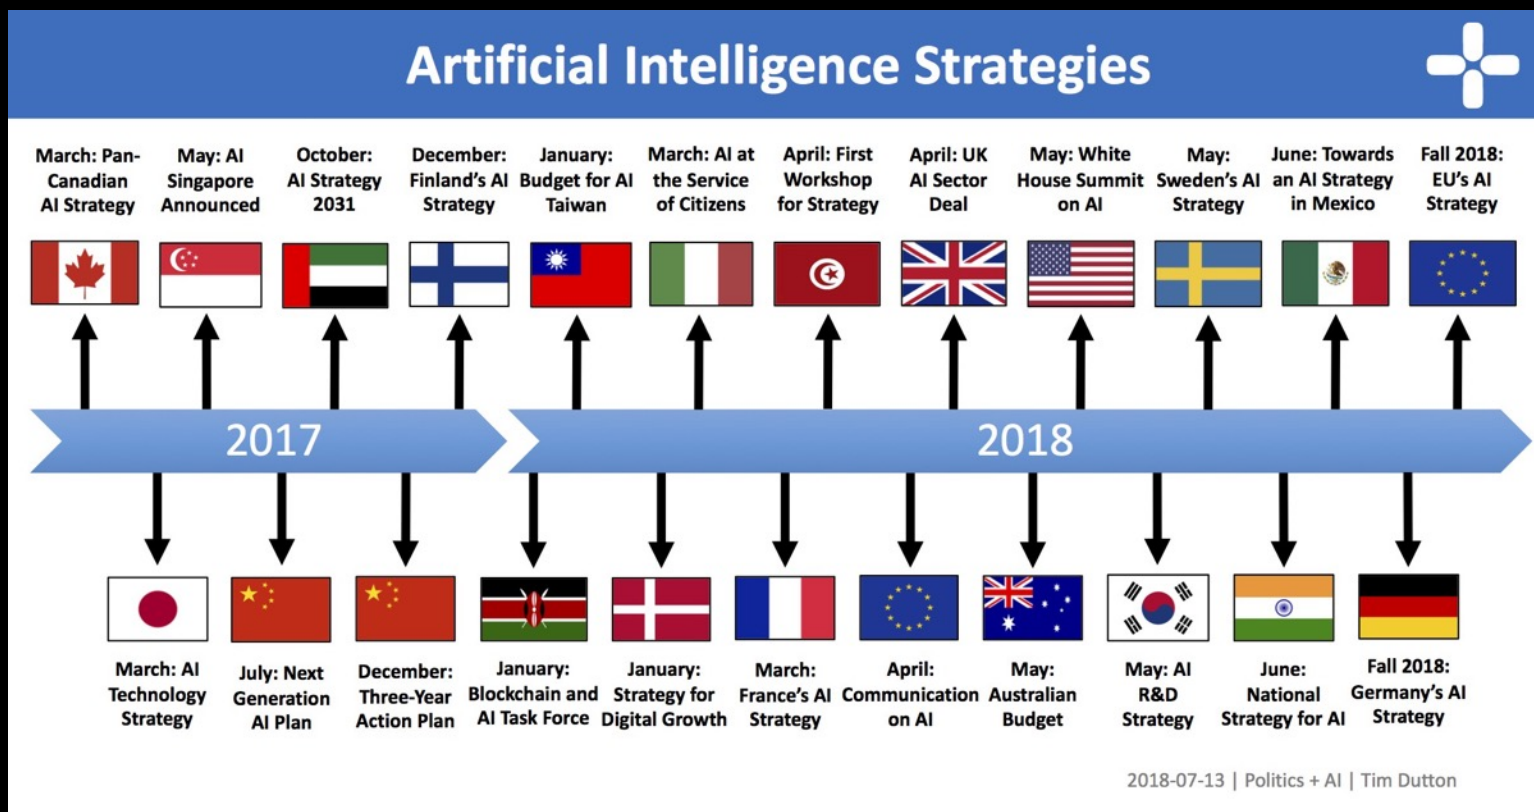 Artificial Intelligence Strategies
March: Pan-
Canadian
AI Strategy
May: AI
Singapore
Announced
October:
AI Strategy
2031
December:
Finland's AI
Strategy
January:
Budget for AI
Taiwan
March: AI at
the Service
of Citizens
April: First
Workshop
for Strategy
April: UK
AI Sector
Deal
May: White
House Summit
on AI
May:
Sweden's AI
Strategy
June: Towards
an AI Strategy
in Mexico
Fall 2018:
EU's AI
Strategy
2017
2018
March: AI
Technology
Strategy
July: Next
Generation
AI Plan
December:
Three-Year
Action Plan
January:
Blockchain and
AI Task Force
January:
Strategy for
Digital Growth
March:
France's AI
Strategy
April:
Communication
on AI
May:
Australian
Budget
May: AI
R&D
Strategy
June:
National
Strategy for AI
Fall 2018:
Germany's AI
Strategy
2018-07-13 | Politics + AI | Tim Dutton